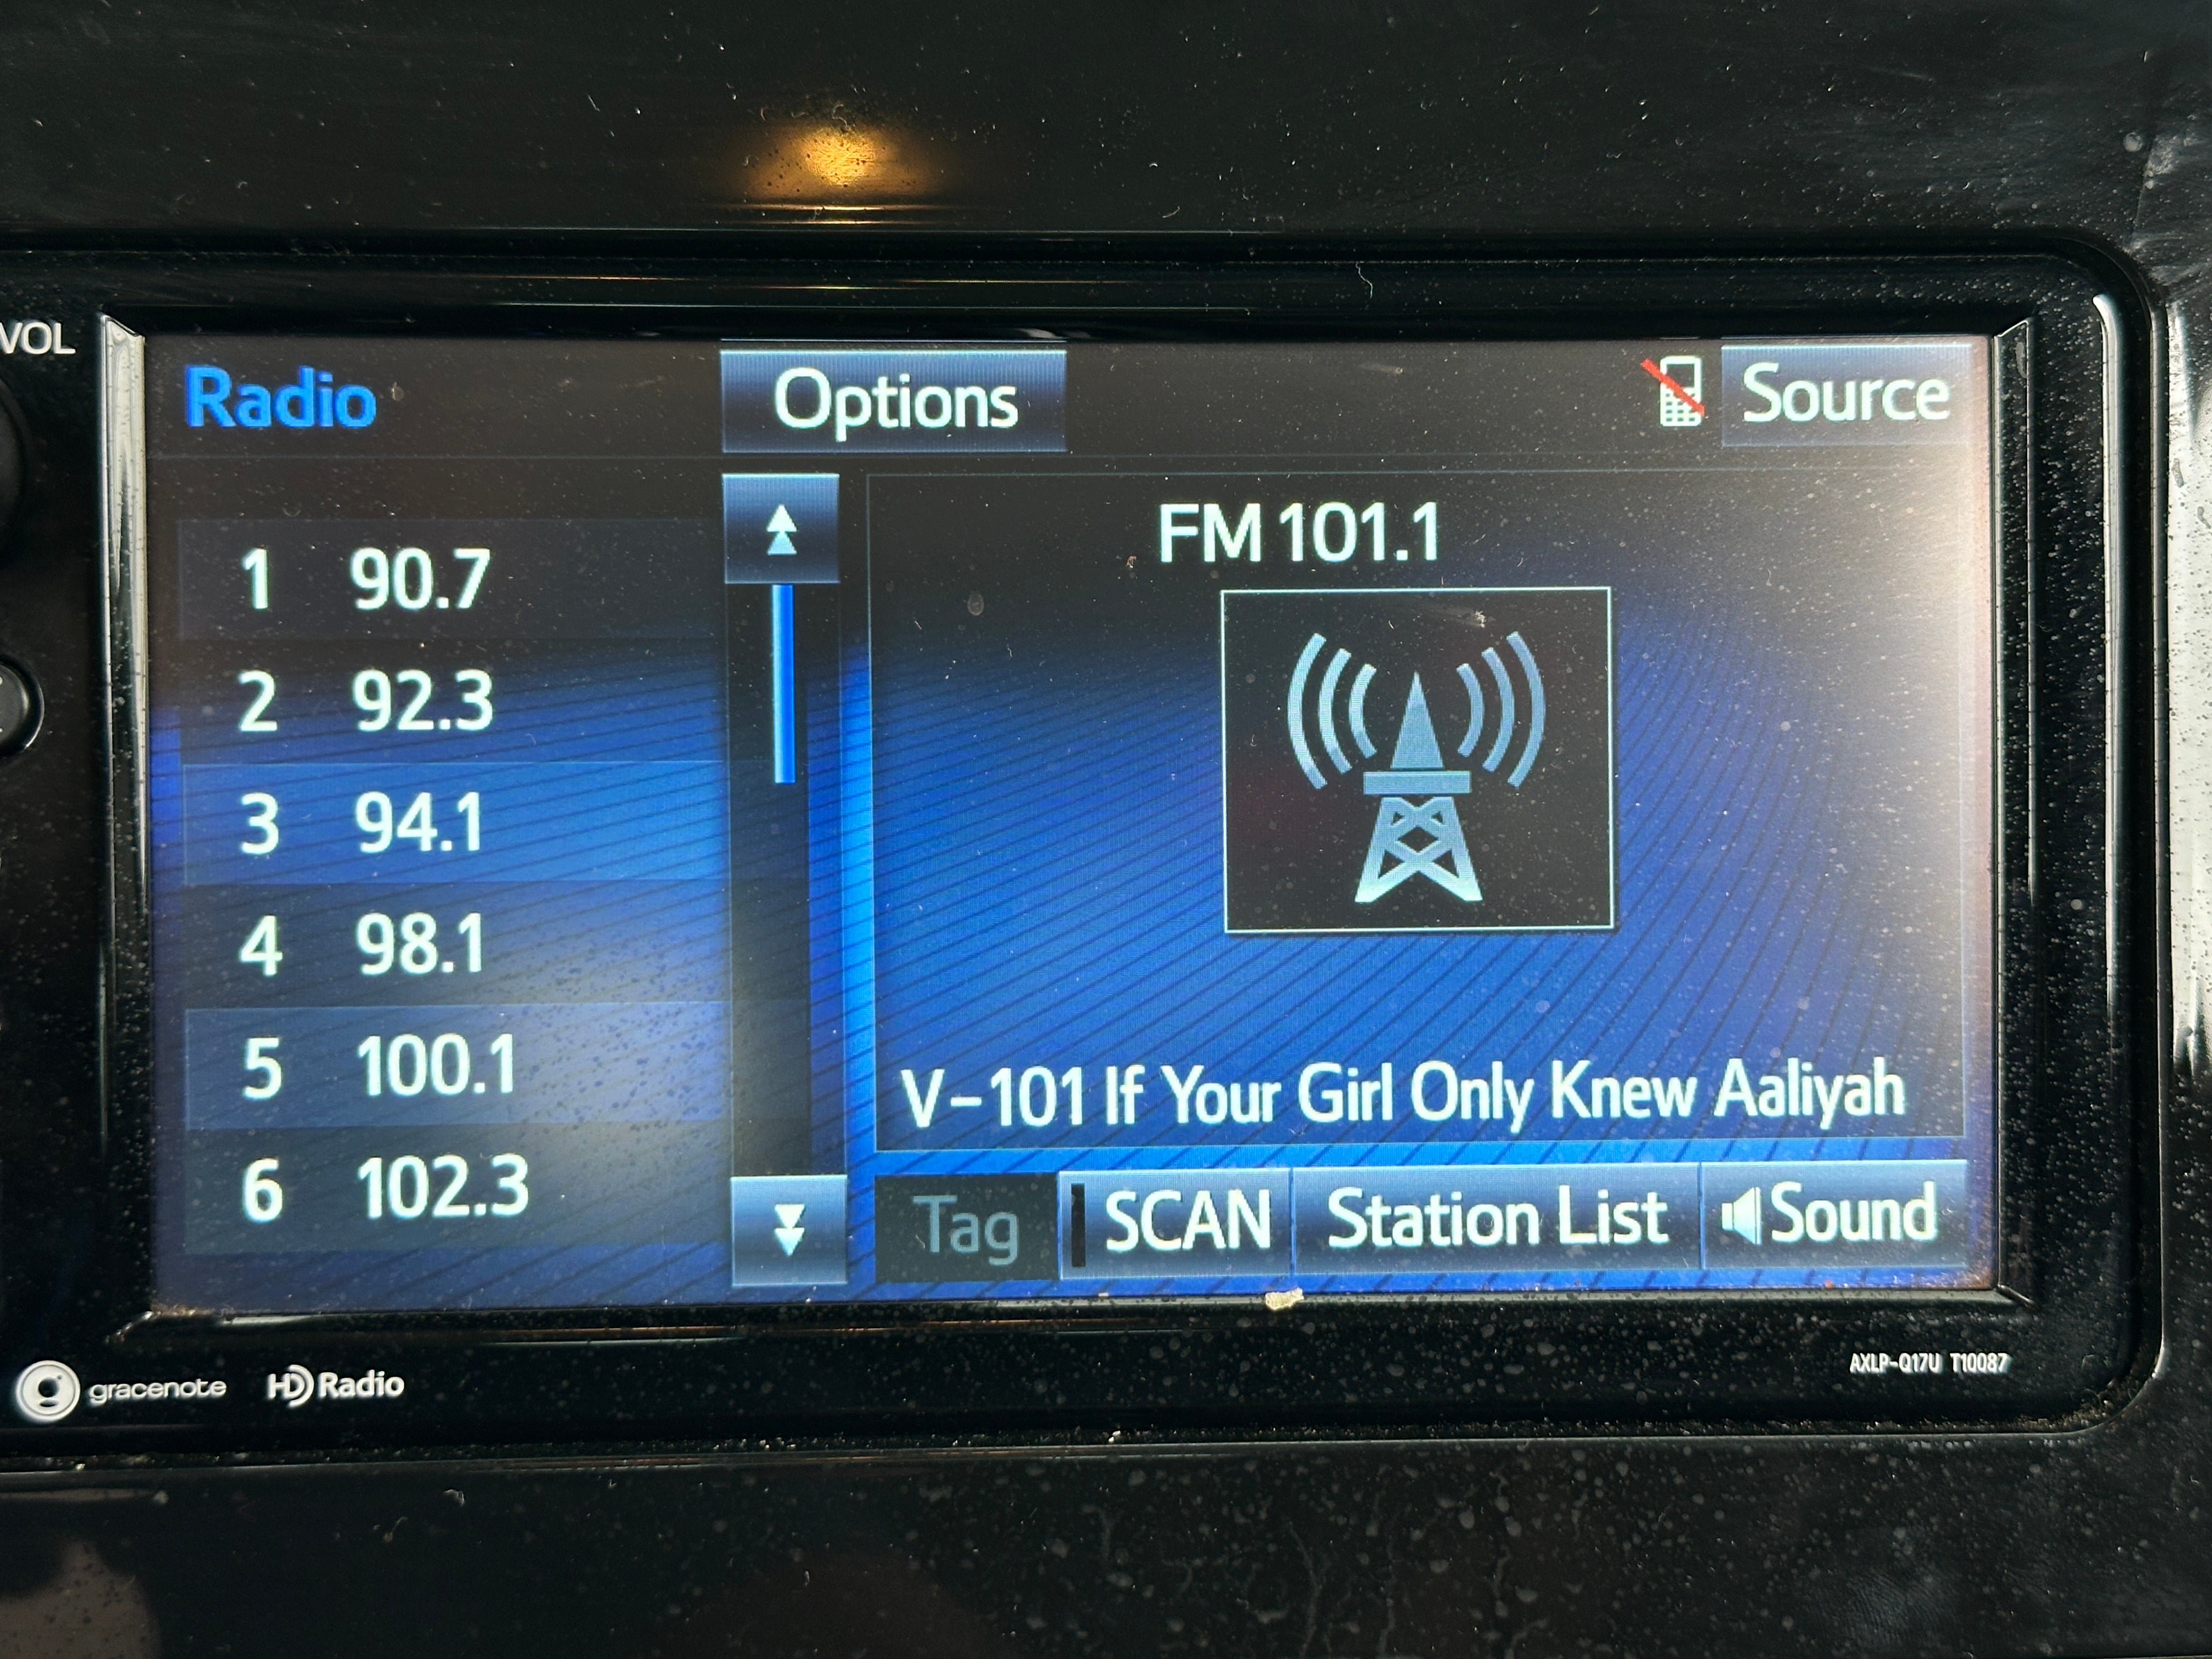 VOL
Radio
Options
Source
FM 101.1
1 90.7
2 92.3
3 94.1
4 98.1
5 100.1
6 102.3
V-101 If Your Girl Only Knew Aaliyah
Tag
SCAN
Station List
Sound
gracenote
HD Radio
AXLP-Q17U T10087